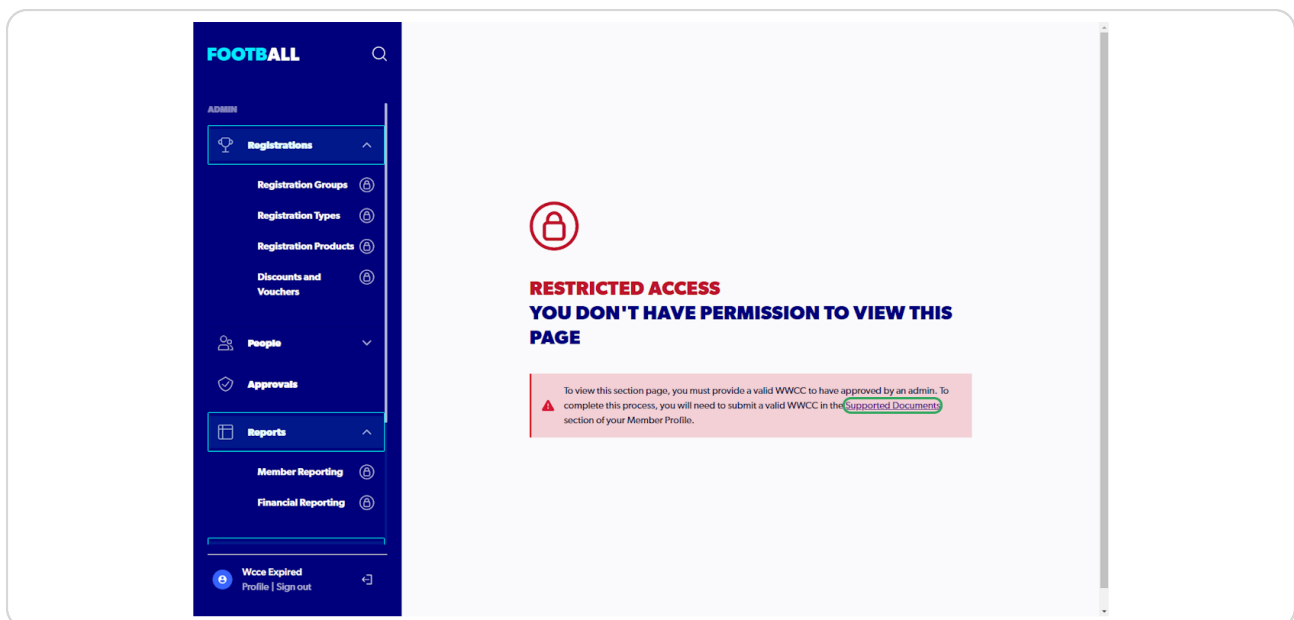 FOOTBALL
ADMIN
Registrations
Registration Groups
Registration Types
Registration Products
Discounts and
Vouchers
People
Approvals
Reports
Member Reporting
Financial Reporting
Wcce Expired
Profile | Sign out
RESTRICTED ACCESS
YOU DON'T HAVE PERMISSION TO VIEW THIS
PAGE
To view this section page, you must provide a valid WWCC to have approved by an admin. To
complete this process, you will need to submit a valid WWCC in the Supported Documents
section of your Member Profile.